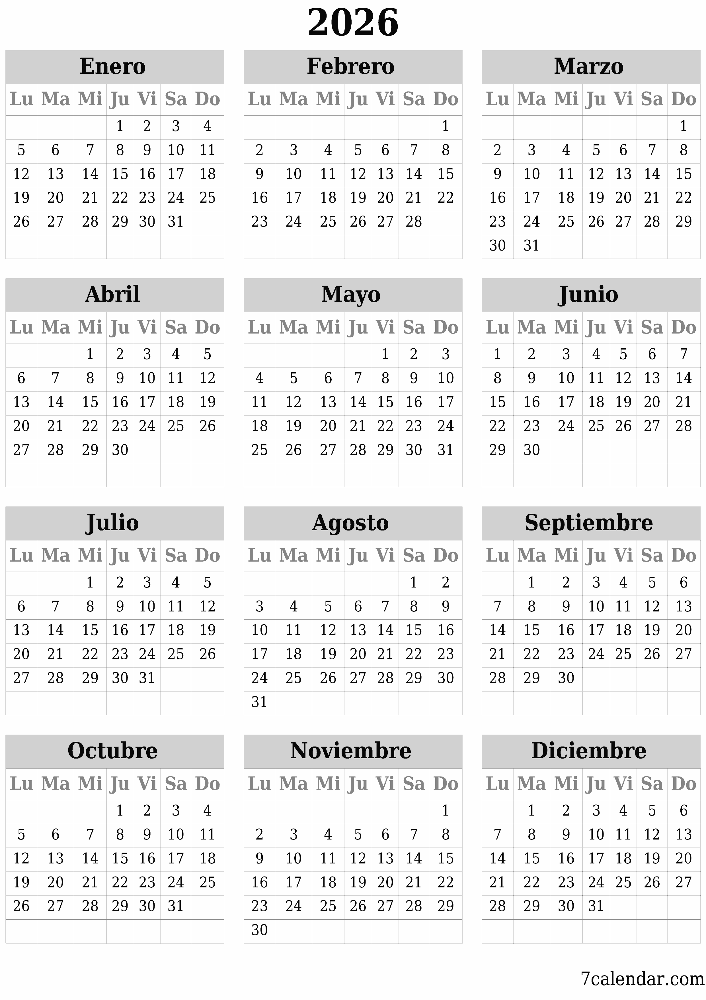 2026
Enero
Lu Ma Mi Ju Vi Sa Do
1 2 3 4
5 6 7 8 9 10 11
12 13 14 15 16 17 18
19 20 21 22 23 24 25
26 27 28 29 30 31
Febrero
Lu Ma Mi Ju Vi Sa Do
1
2 3 4 5 6 7 8
9 10 11 12 13 14 15
16 17 18 19 20 21 22
23 24 25 26 27 28
Marzo
Lu Ma Mi Ju Vi Sa Do
1
2 3 4 5 6 7 8
9 10 11 12 13 14 15
16 17 18 19 20 21 22
23 24 25 26 27 28 29
30 31
Abril
Lu Ma Mi Ju Vi Sa Do
1 2 3 4 5
6 7 8 9 10 11 12
13 14 15 16 17 18 19
20 21 22 23 24 25 26
27 28 29 30
Mayo
Lu Ma Mi Ju Vi Sa Do
1 2 3
4 5 6 7 8 9 10
11 12 13 14 15 16 17
18 19 20 21 22 23 24
25 26 27 28 29 30 31
Junio
Lu Ma Mi Ju Vi Sa Do
1 2 3 4 5 6 7
8 9 10 11 12 13 14
15 16 17 18 19 20 21
22 23 24 25 26 27 28
29 30
Julio
Lu Ma Mi Ju Vi Sa Do
1 2 3 4 5
6 7 8 9 10 11 12
13 14 15 16 17 18 19
20 21 22 23 24 25 26
27 28 29 30 31
Agosto
Lu Ma Mi Ju Vi Sa Do
1 2
3 4 5 6 7 8 9
10 11 12 13 14 15 16
17 18 19 20 21 22 23
24 25 26 27 28 29 30
31
Septiembre
Lu Ma Mi Ju Vi Sa Do
1 2 3 4 5 6
7 8 9 10 11 12 13
14 15 16 17 18 19 20
21 22 23 24 25 26 27
28 29 30
Octubre
Lu Ma Mi Ju Vi Sa Do
1 2 3 4
5 6 7 8 9 10 11
12 13 14 15 16 17 18
19 20 21 22 23 24 25
26 27 28 29 30 31
Noviembre
Lu Ma Mi Ju Vi Sa Do
1
2 3 4 5 6 7 8
9 10 11 12 13 14 15
16 17 18 19 20 21 22
23 24 25 26 27 28 29
30
Diciembre
Lu Ma Mi Ju Vi Sa Do
1 2 3 4 5 6
7 8 9 10 11 12 13
14 15 16 17 18 19 20
21 22 23 24 25 26 27
28 29 30 31
7calendar.com